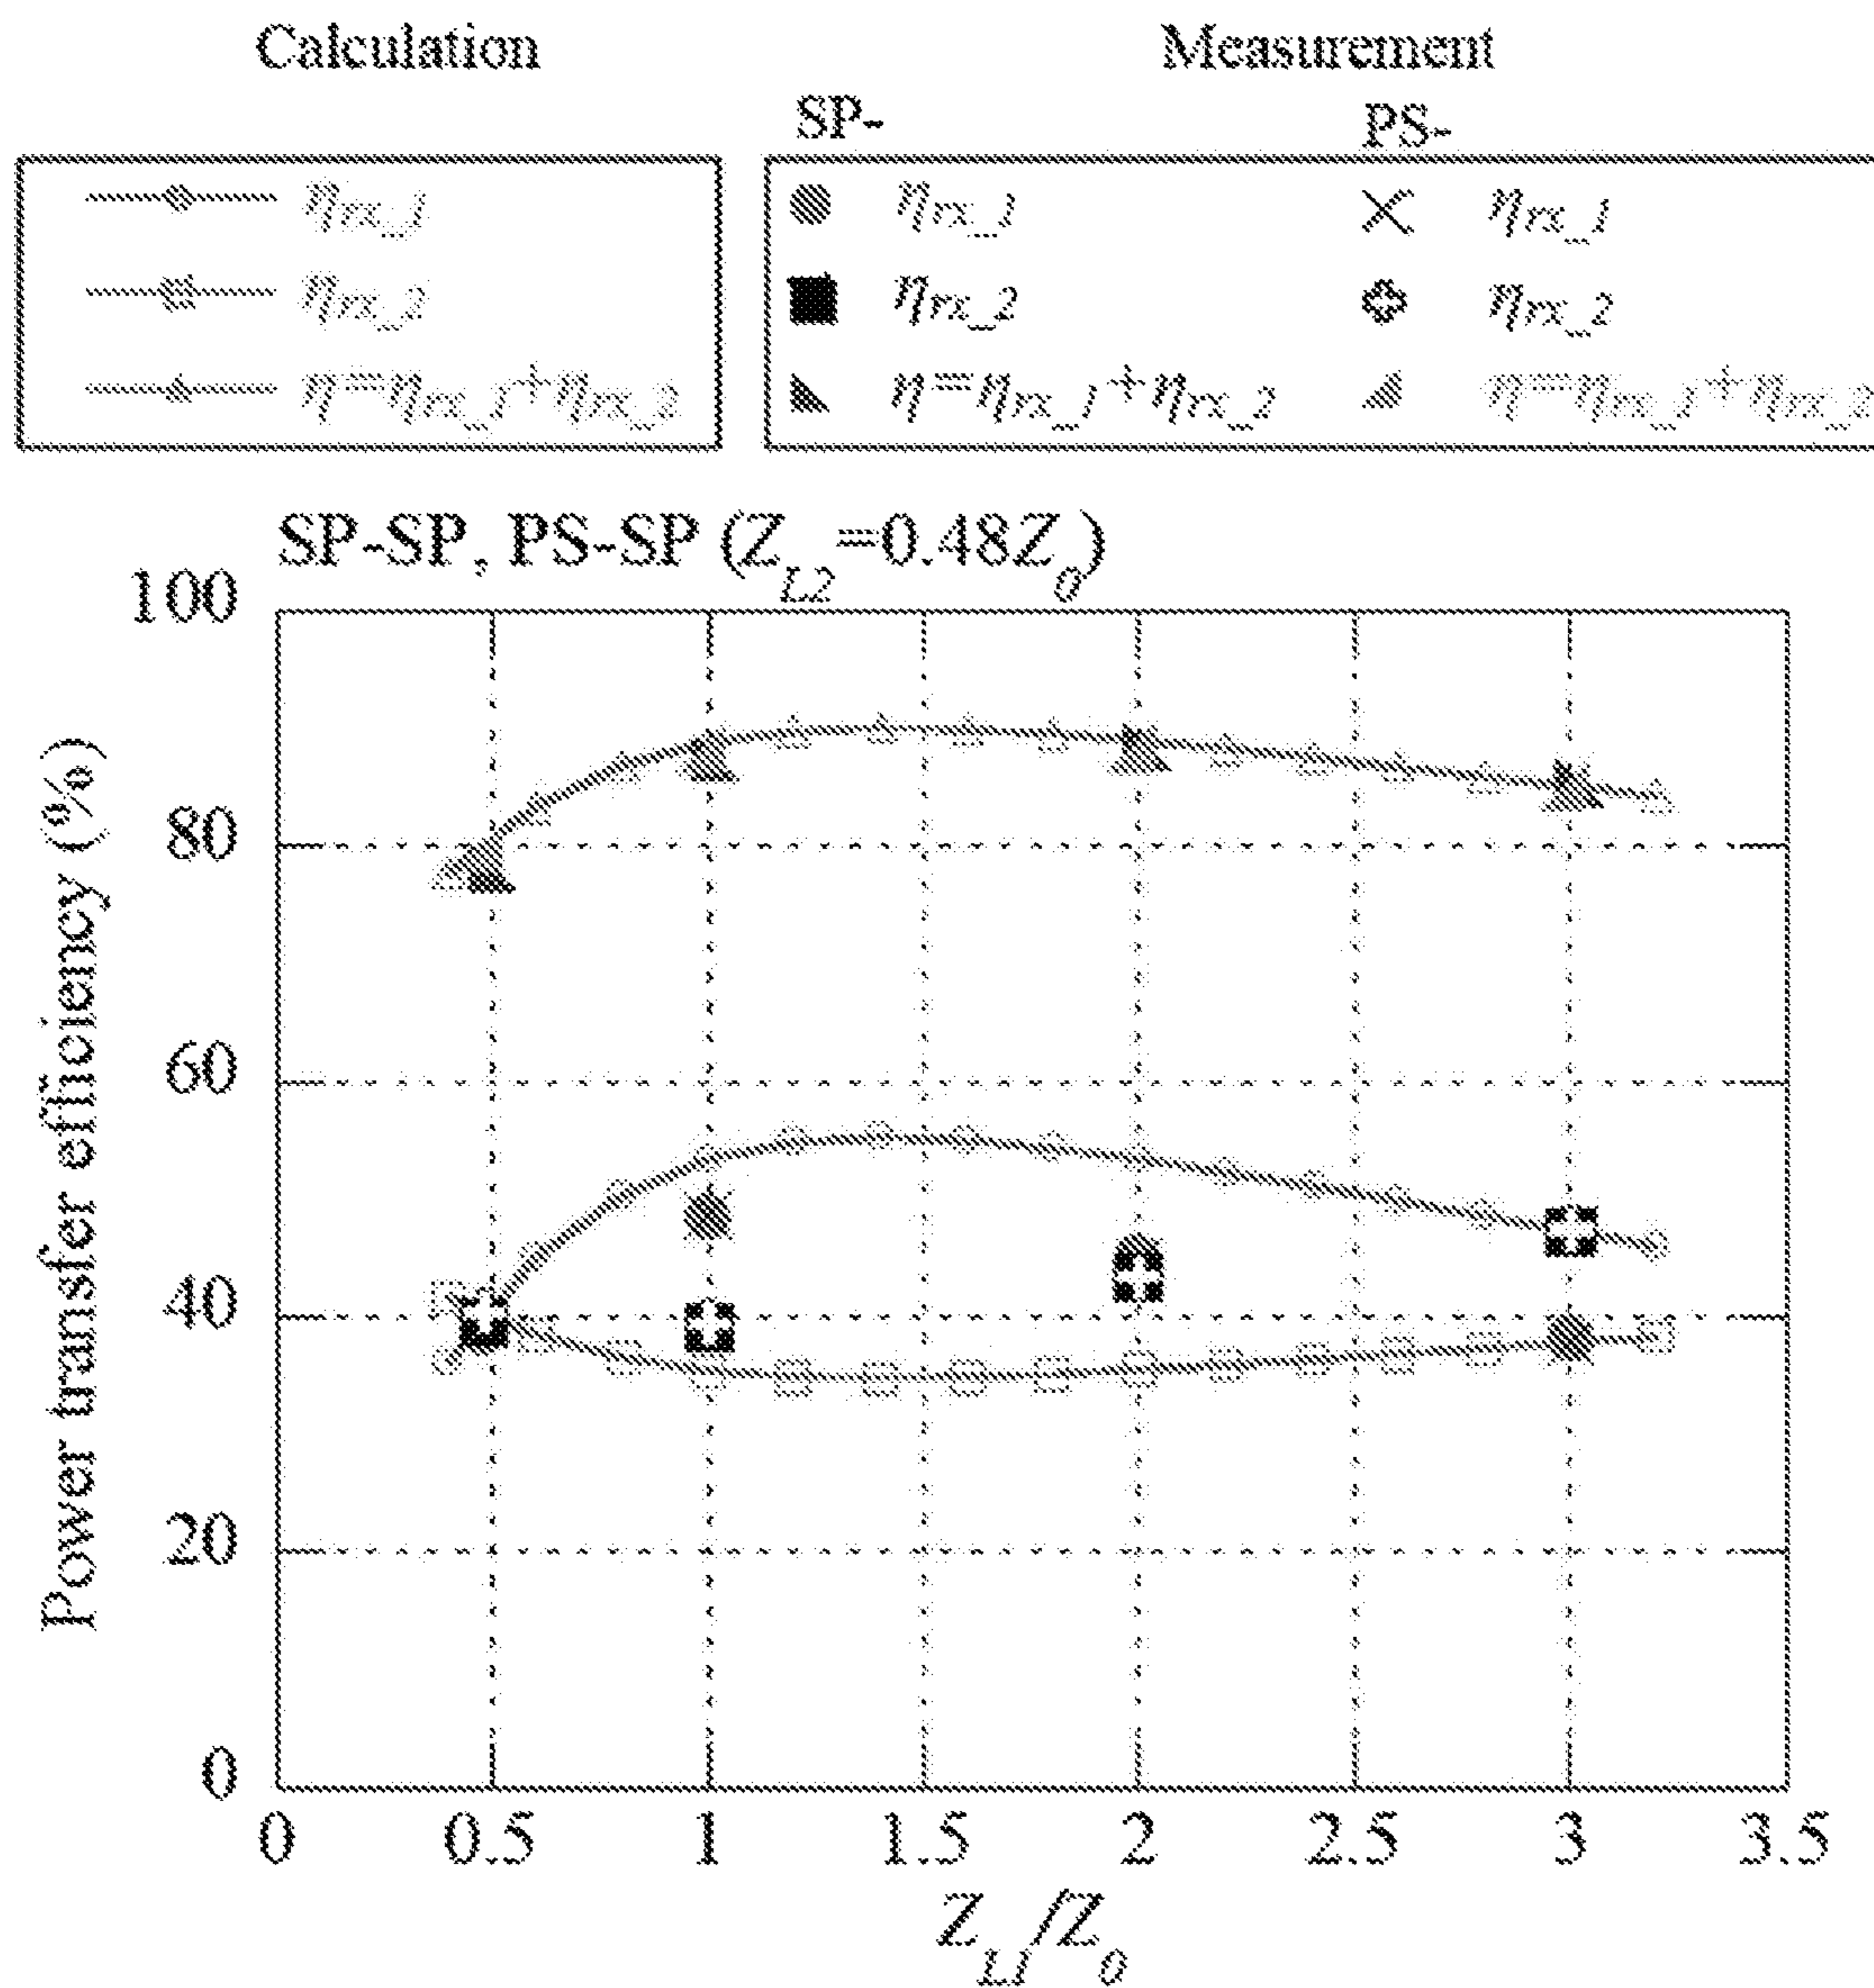 Calculation
Measurement
SP-
PS-
ηrx_1
ηrx_2
η=ηrx_1+ηrx_2
ηrx_1
ηrx_2
η=ηrx_1+ηrx_2
ηrx_1
ηrx_2
η=ηrx_1+ηrx_2
SP-SP, PS-SP (ZL2=0.48Z0)
Power transfer efficiency (%)
100
80
60
40
20
0
0 0.5 1 1.5 2 2.5 3 3.5
ZL1/Z0